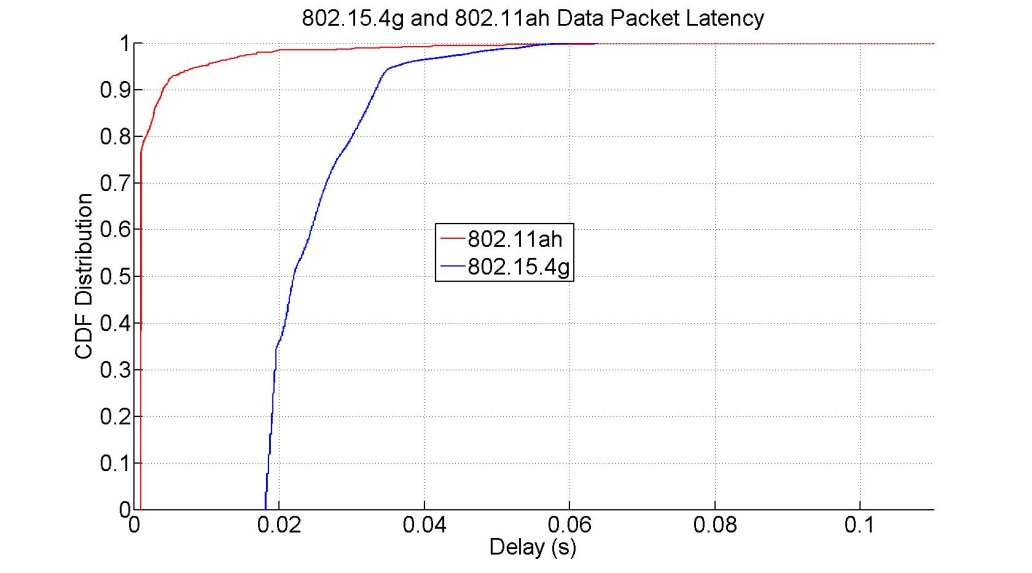 802.15.4g and 802.11ah Data Packet Latency
1
0.9
0.8
0.7
0.6
0.5
0.4
0.3
0.2
0.1
0
CDF Distribution
802.11ah
802.15.4g
0 0.02 0.04 0.06 0.08 0.1
Delay (s)